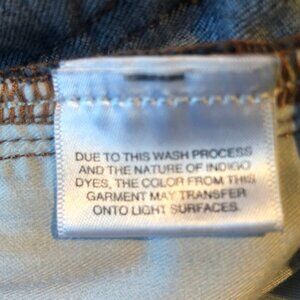 DUE TO THIS WASH PROCESS
AND THE NATURE OF INDIGO
DYES, THE COLOR FROM THIS
GARMENT MAY TRANSFER
ONTO LIGHT SURFACES.